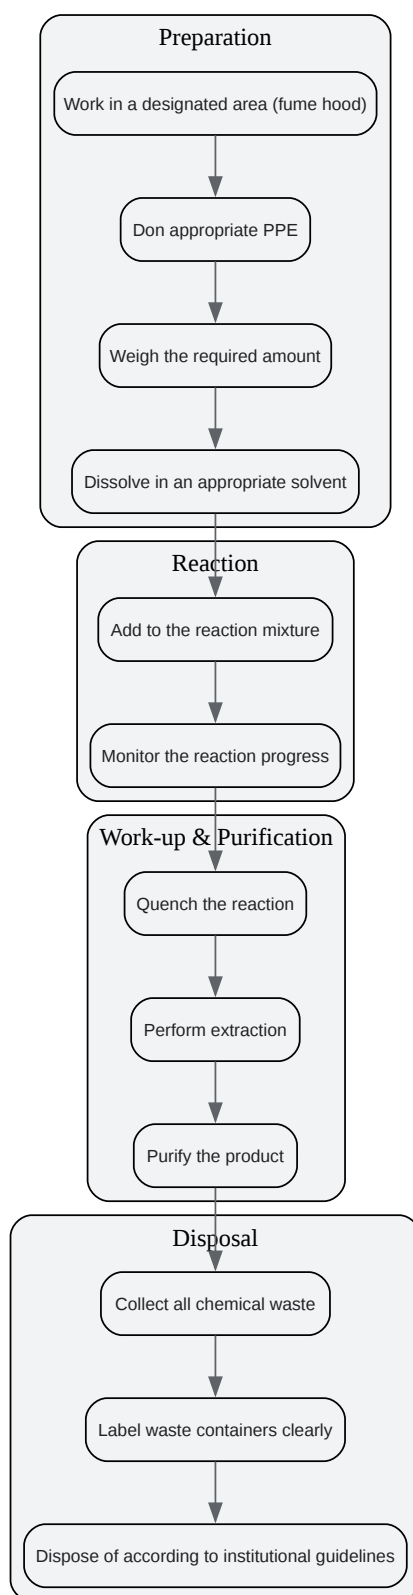 Preparation
Work in a designated area (fume hood)
Don appropriate PPE
Weigh the required amount
Dissolve in an appropriate solvent
Reaction
Add to the reaction mixture
Monitor the reaction progress
Work-up & Purification
Quench the reaction
Perform extraction
Purify the product
Disposal
Collect all chemical waste
Label waste containers clearly
Dispose of according to institutional guidelines